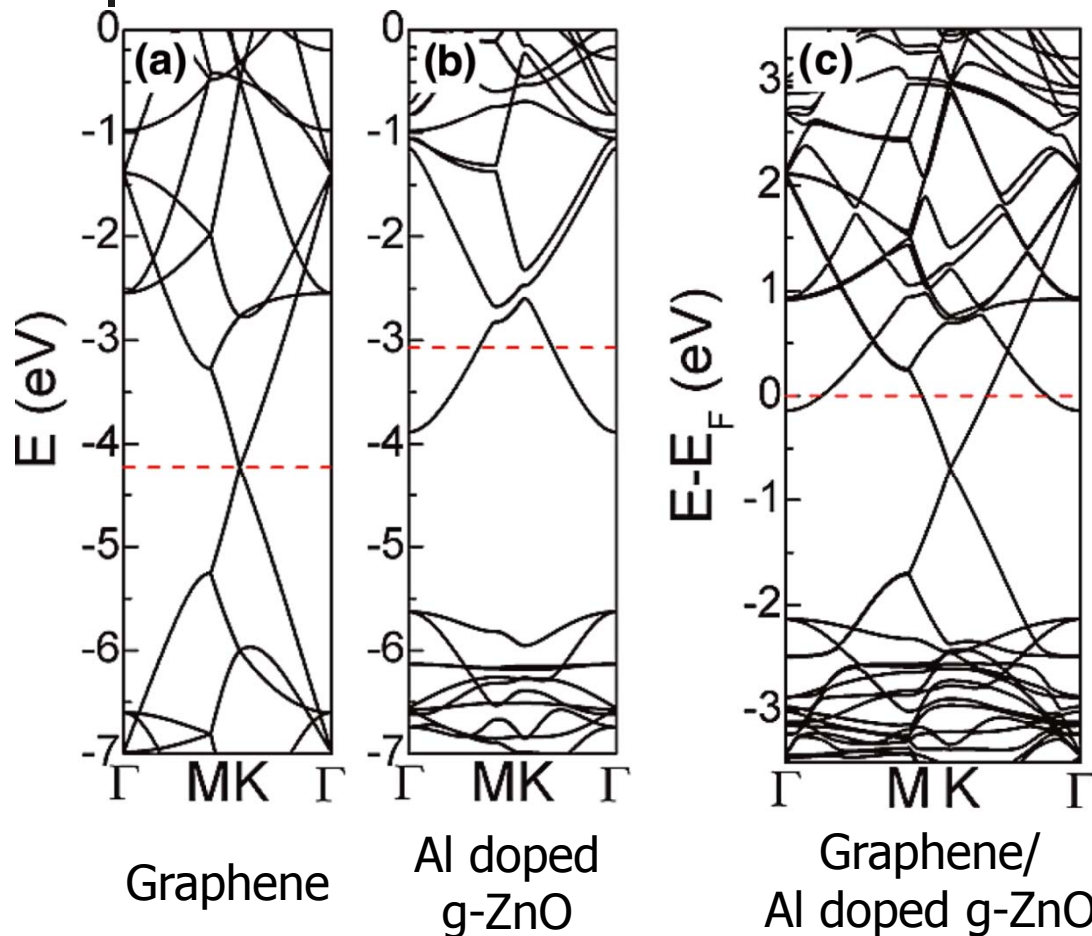 (a)
(b)
(c)
E (eV)
0
-1
-2
-3
-4
-5
-6
-7
Γ MK Γ
0
-1
-2
-3
-4
-5
-6
-7
Γ MK Γ
E-E_F (eV)
3
2
1
0
-1
-2
-3
Γ M K Γ
Graphene
Al doped
g-ZnO
Graphene/
Al doped g-ZnO